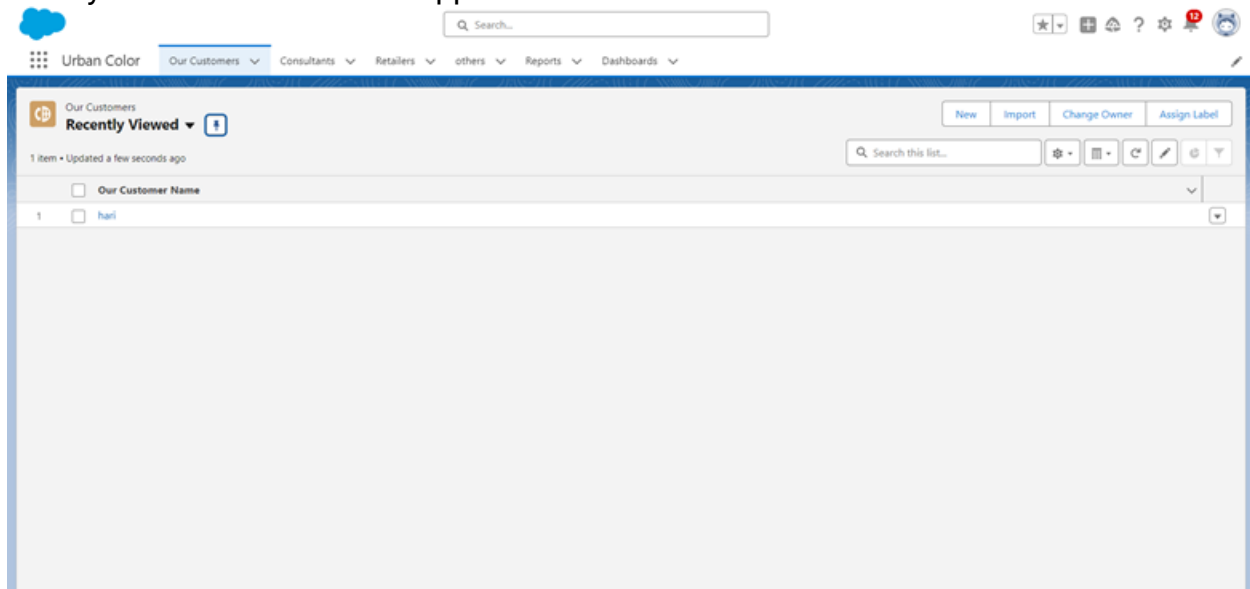 Search...
12
Urban Color Our Customers Consultants Retailers others Reports Dashboards
Our Customers
Recently Viewed
New Import Change Owner Assign Label
1 item • Updated a few seconds ago
Search this list...
Our Customer Name
1 hari